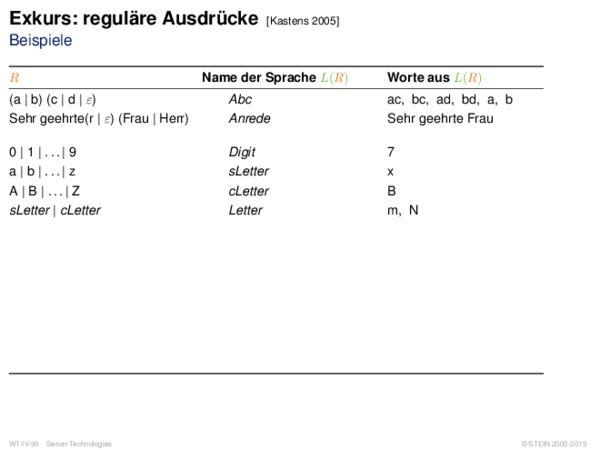 Exkurs: reguläre Ausdrücke [Kastens 2005]
Beispiele
R Name der Sprache L(R) Worte aus L(R)
(a | b) (c | d | ε) Abc ac, bc, ad, bd, a, b
Sehr geehrte(r | ε) (Frau | Herr) Anrede Sehr geehrte Frau
0 | 1 | ... | 9 Digit 7
a | b | ... | z sLetter x
A | B | ... | Z cLetter B
sLetter | cLetter Letter m, N
WT:IV-90 Server Technologies © STEIN 2005-2019